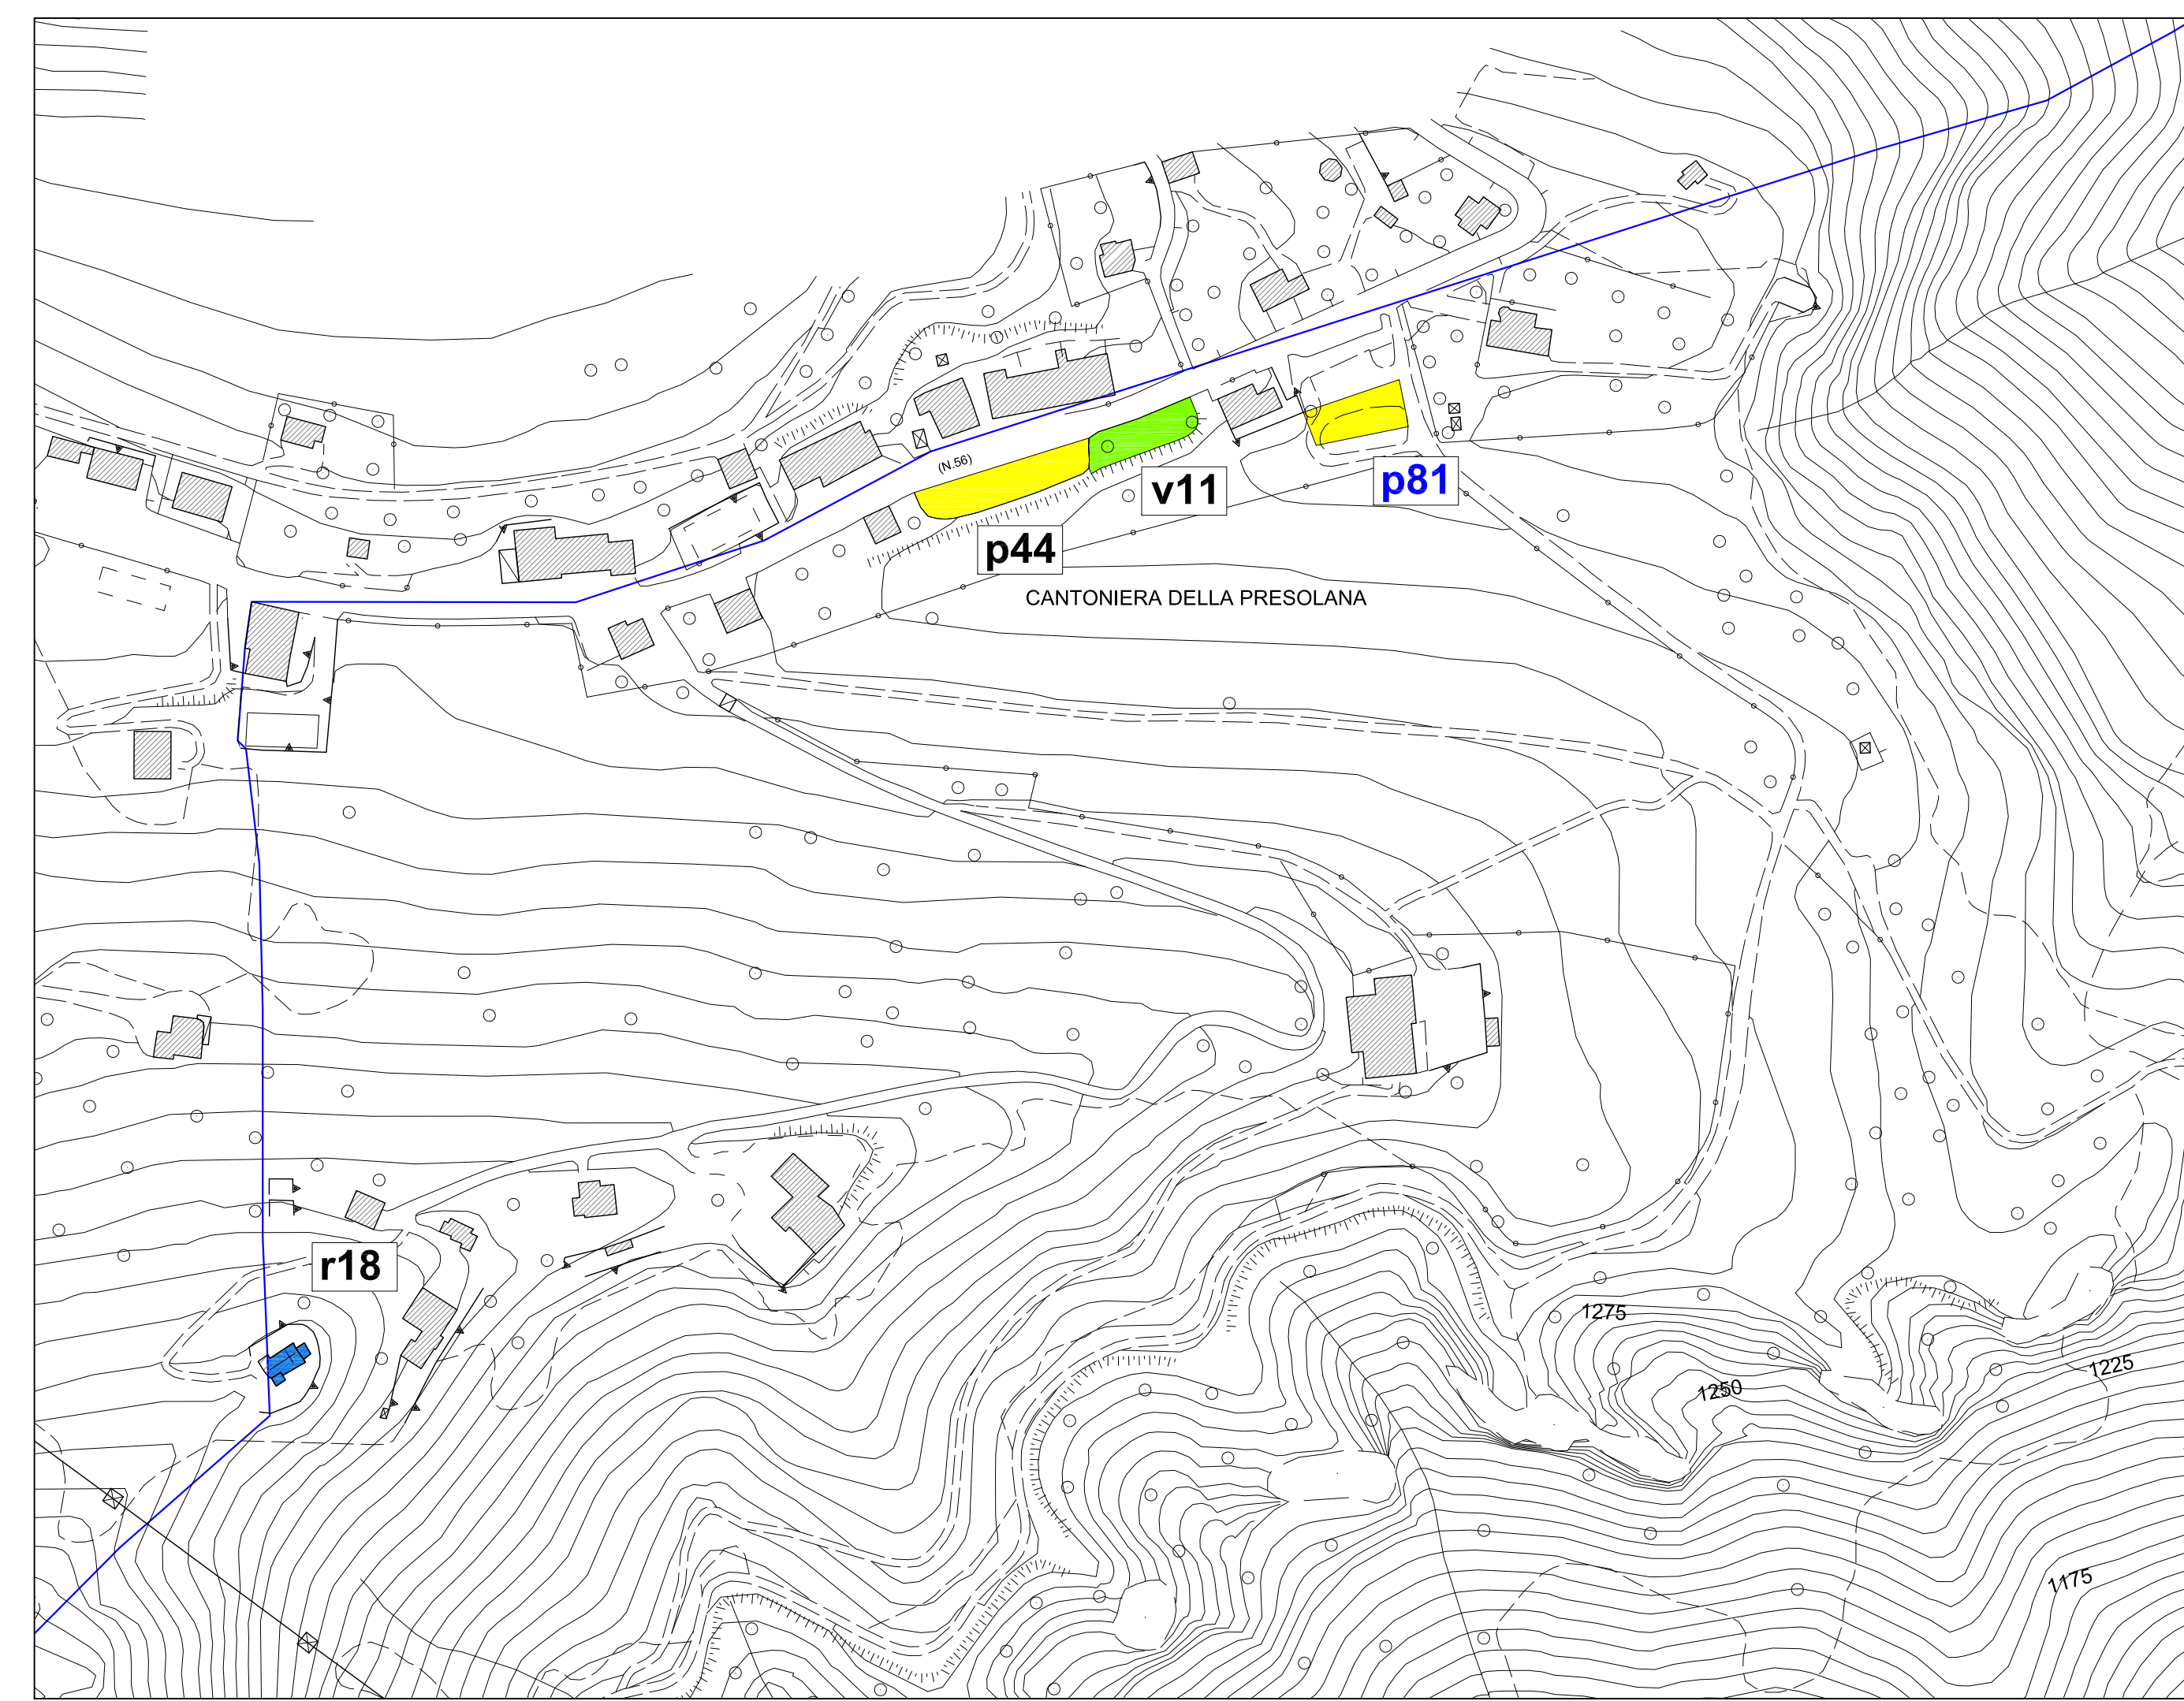 (N.56)
p81
v11
p44
CANTONIERA DELLA PRESOLANA
r18
1275
1225
1250
1175